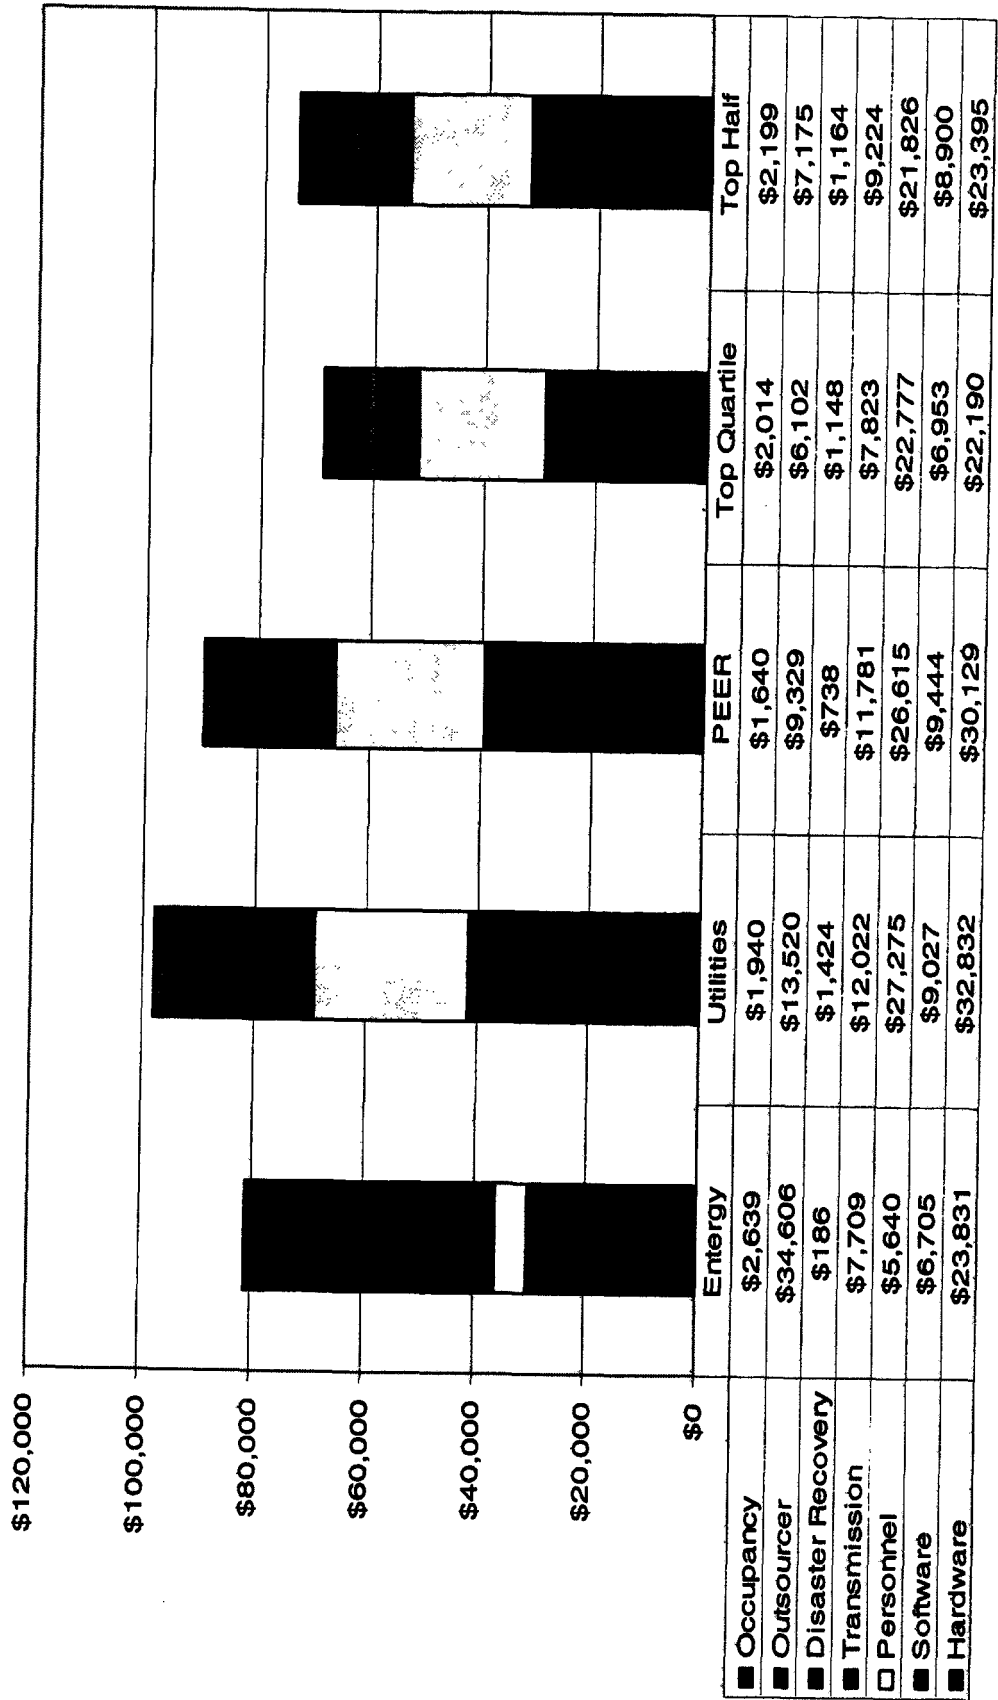 $120,000
$100,000
$80,000
$60,000
$40,000
$20,000
$0
Entergy Utilities PEER Top Quartile Top Half
Occupancy $2,639 $1,940 $1,640 $2,014 $2,199
Outsourcer $34,606 $13,520 $9,329 $6,102 $7,175
Disaster Recovery $186 $1,424 $738 $1,148 $1,164
Transmission $7,709 $12,022 $11,781 $7,823 $9,224
Personnel $5,640 $27,275 $26,615 $22,777 $21,826
Software $6,705 $9,027 $9,444 $6,953 $8,900
Hardware $23,831 $32,832 $30,129 $22,190 $23,395